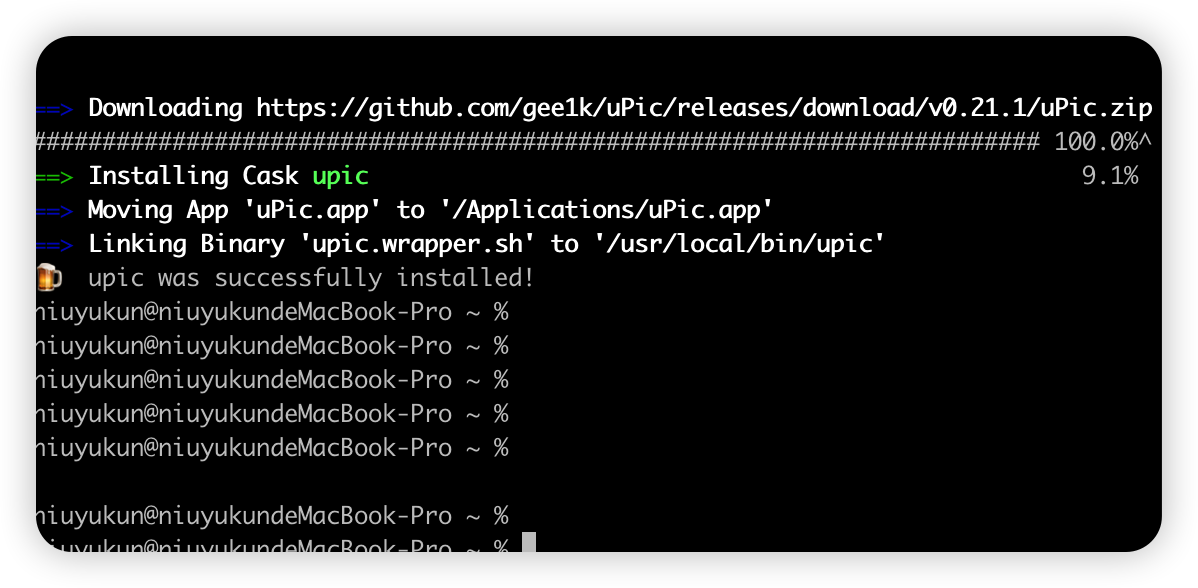 ==> Downloading https://github.com/gee1k/uPic/releases/download/v0.21.1/uPic.zip
######################################################################## 100.0%^
==> Installing Cask upic 9.1%
==> Moving App 'uPic.app' to '/Applications/uPic.app'
==> Linking Binary 'upic.wrapper.sh' to '/usr/local/bin/upic'
🍺 upic was successfully installed!
niuyukun@niuyukundeMacBook-Pro ~ %
niuyukun@niuyukundeMacBook-Pro ~ %
niuyukun@niuyukundeMacBook-Pro ~ %
niuyukun@niuyukundeMacBook-Pro ~ %
niuyukun@niuyukundeMacBook-Pro ~ %
niuyukun@niuyukundeMacBook-Pro ~ %
niuyukun@niuyukundeMacBook-Pro ~ %